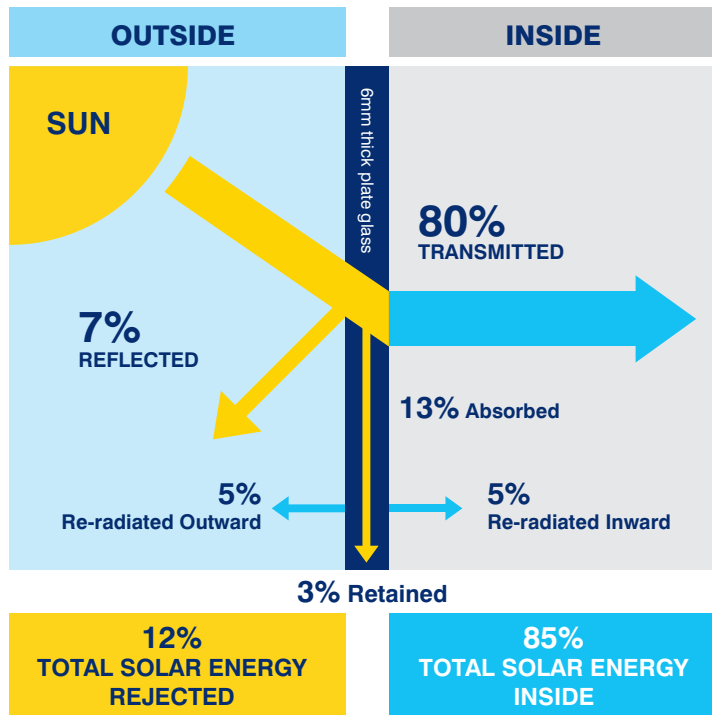 OUTSIDE
INSIDE
SUN
6mm thick plate glass
80%
TRANSMITTED
7%
REFLECTED
13% Absorbed
5%
Re-radiated Outward
5%
Re-radiated Inward
3% Retained
12%
TOTAL SOLAR ENERGY
REJECTED
85%
TOTAL SOLAR ENERGY
INSIDE